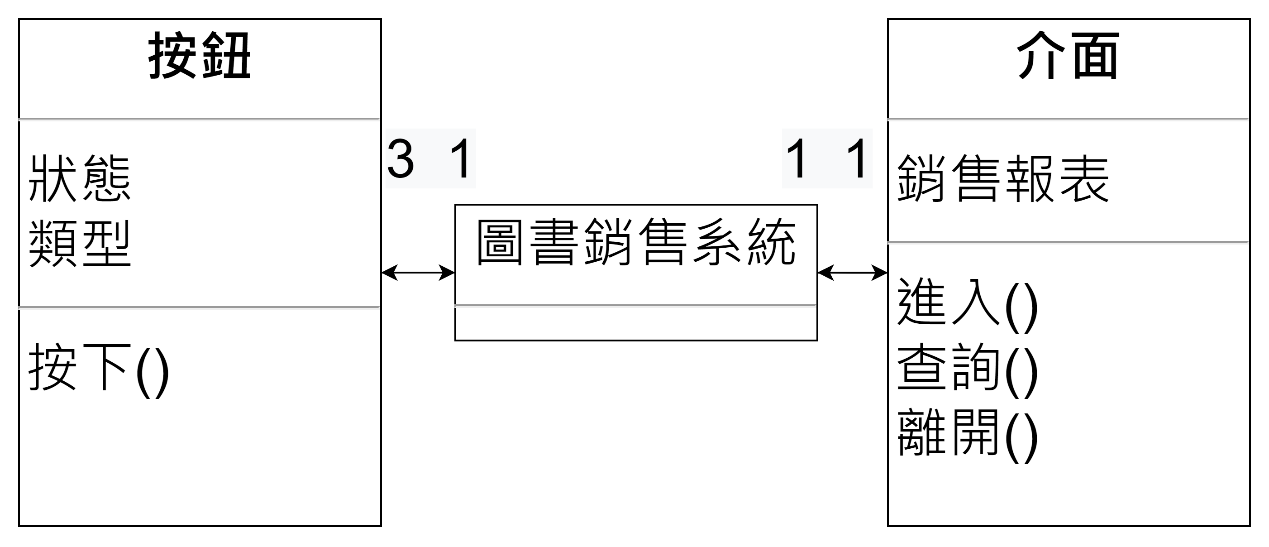 按鈕
狀態
類型
按下()
3 1
圖書銷售系統
1 1
介面
銷售報表
進入()
查詢()
離開()